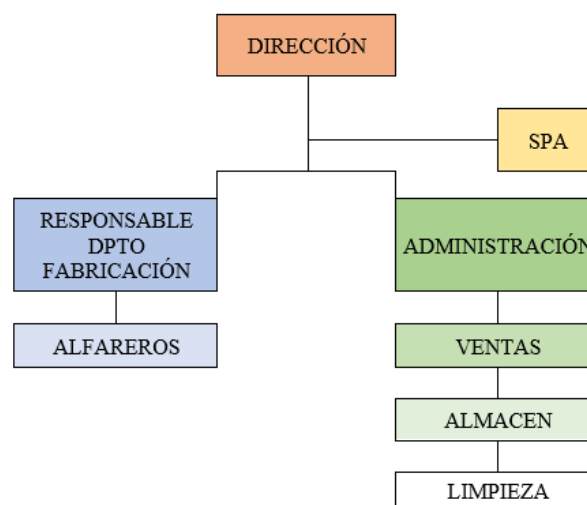 DIRECCIÓN
SPA
RESPONSABLE
DPTO
FABRICACIÓN
ADMINISTRACIÓN
ALFAREROS
VENTAS
ALMACEN
LIMPIEZA